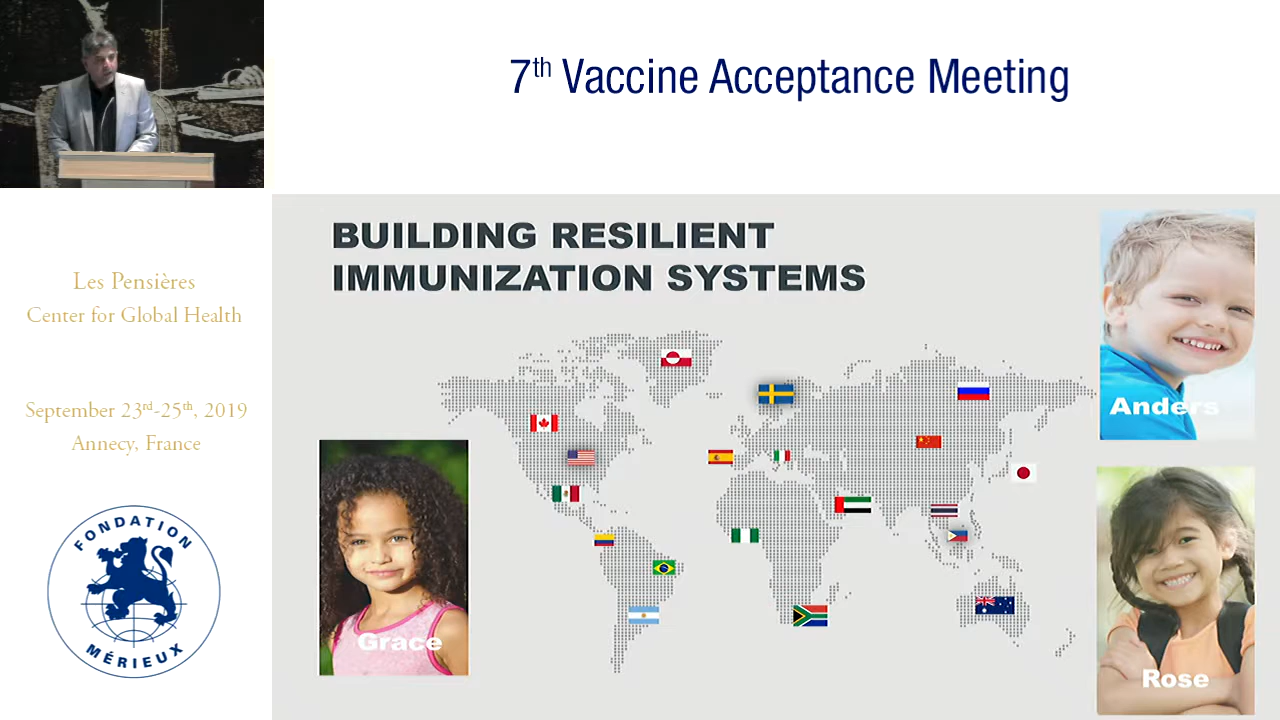 7th Vaccine Acceptance Meeting
Les Pensières
Center for Global Health
September 23rd-25th, 2019
Annecy, France
FONDATION
MÉRIEUX
BUILDING RESILIENT
IMMUNIZATION SYSTEMS
Anders
Grace
Rose